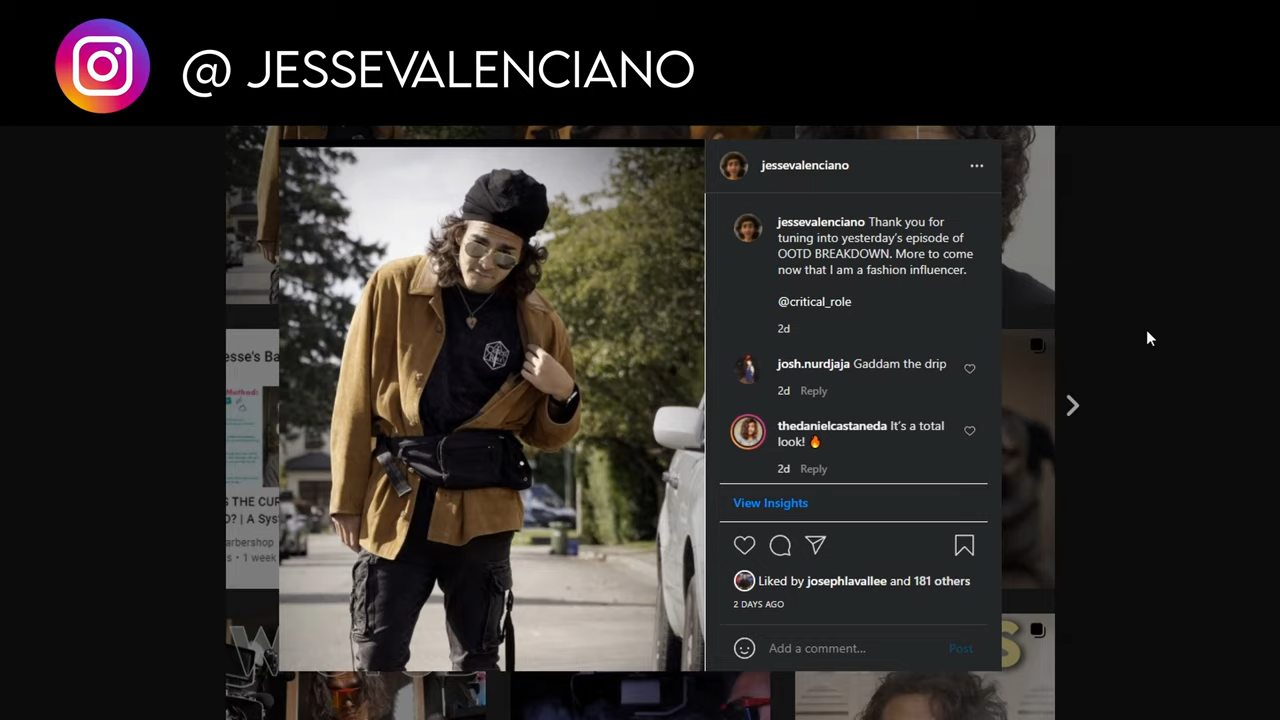 @ JESSEVALENCIANO
jessevalenciano
jessevalenciano Thank you for
tuning into yesterday's episode of
OOTD BREAKDOWN. More to come
now that I am a fashion influencer.
@critical_role
2d
josh.nurdjaja Gaddam the drip
2d Reply
thedanielcastaneda It's a total
look! 🔥
2d Reply
View Insights
Liked by josephlavallee and 181 others
2 DAYS AGO
Add a comment...
Post
esse's Ba
Method:
S THE CUR
D? | A Sys
arbershop
s • 1 week